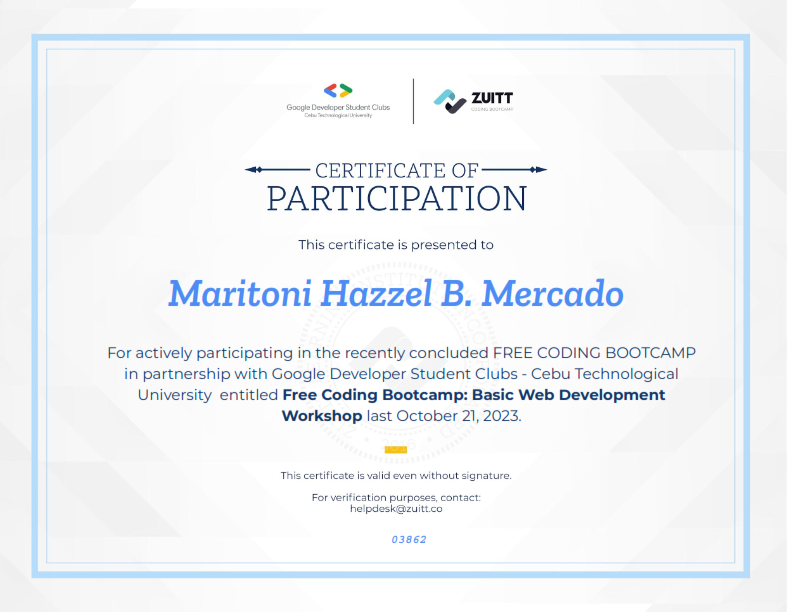 Google Developer Student Clubs
Cebu Technological University
ZUITT
CODING BOOTCAMP
CERTIFICATE OF
PARTICIPATION
This certificate is presented to
Maritoni Hazzel B. Mercado
For actively participating in the recently concluded FREE CODING BOOTCAMP
in partnership with Google Developer Student Clubs - Cebu Technological
University entitled Free Coding Bootcamp: Basic Web Development
Workshop last October 21, 2023.
This certificate is valid even without signature.
For verification purposes, contact:
helpdesk@zuitt.co
03862